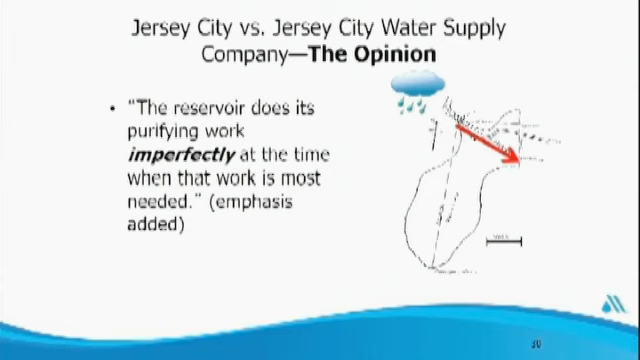 Jersey City vs. Jersey City Water Supply
Company—The Opinion
• "The reservoir does its
purifying work
imperfectly at the time
when that work is most
needed." (emphasis
added)
30